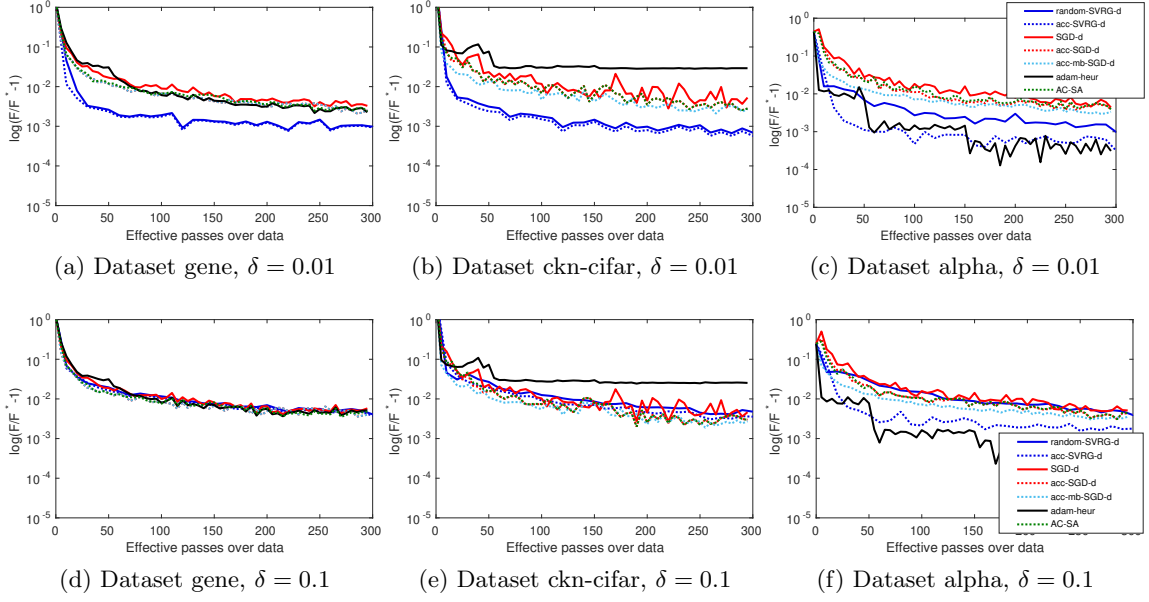 log(F/F* -1)
10^0
10^-1
10^-2
10^-3
10^-4
10^-5
0 50 100 150 200 250 300
Effective passes over data
(a) Dataset gene, δ = 0.01
log(F/F* -1)
10^0
10^-1
10^-2
10^-3
10^-4
10^-5
0 50 100 150 200 250 300
Effective passes over data
(b) Dataset ckn-cifar, δ = 0.01
log(F/F* -1)
10^0
10^-1
10^-2
10^-3
10^-4
10^-5
0 50 100 150 200 250 300
Effective passes over data
random-SVRG-d
acc-SVRG-d
SGD-d
acc-SGD-d
acc-mb-SGD-d
adam-heur
AC-SA
(c) Dataset alpha, δ = 0.01
log(F/F* -1)
10^0
10^-1
10^-2
10^-3
10^-4
10^-5
0 50 100 150 200 250 300
Effective passes over data
(d) Dataset gene, δ = 0.1
log(F/F* -1)
10^0
10^-1
10^-2
10^-3
10^-4
10^-5
0 50 100 150 200 250 300
Effective passes over data
(e) Dataset ckn-cifar, δ = 0.1
log(F/F* -1)
10^0
10^-1
10^-2
10^-3
10^-4
10^-5
0 50 100 150 200 250 300
Effective passes over data
random-SVRG-d
acc-SVRG-d
SGD-d
acc-SGD-d
acc-mb-SGD-d
adam-heur
AC-SA
(f) Dataset alpha, δ = 0.1